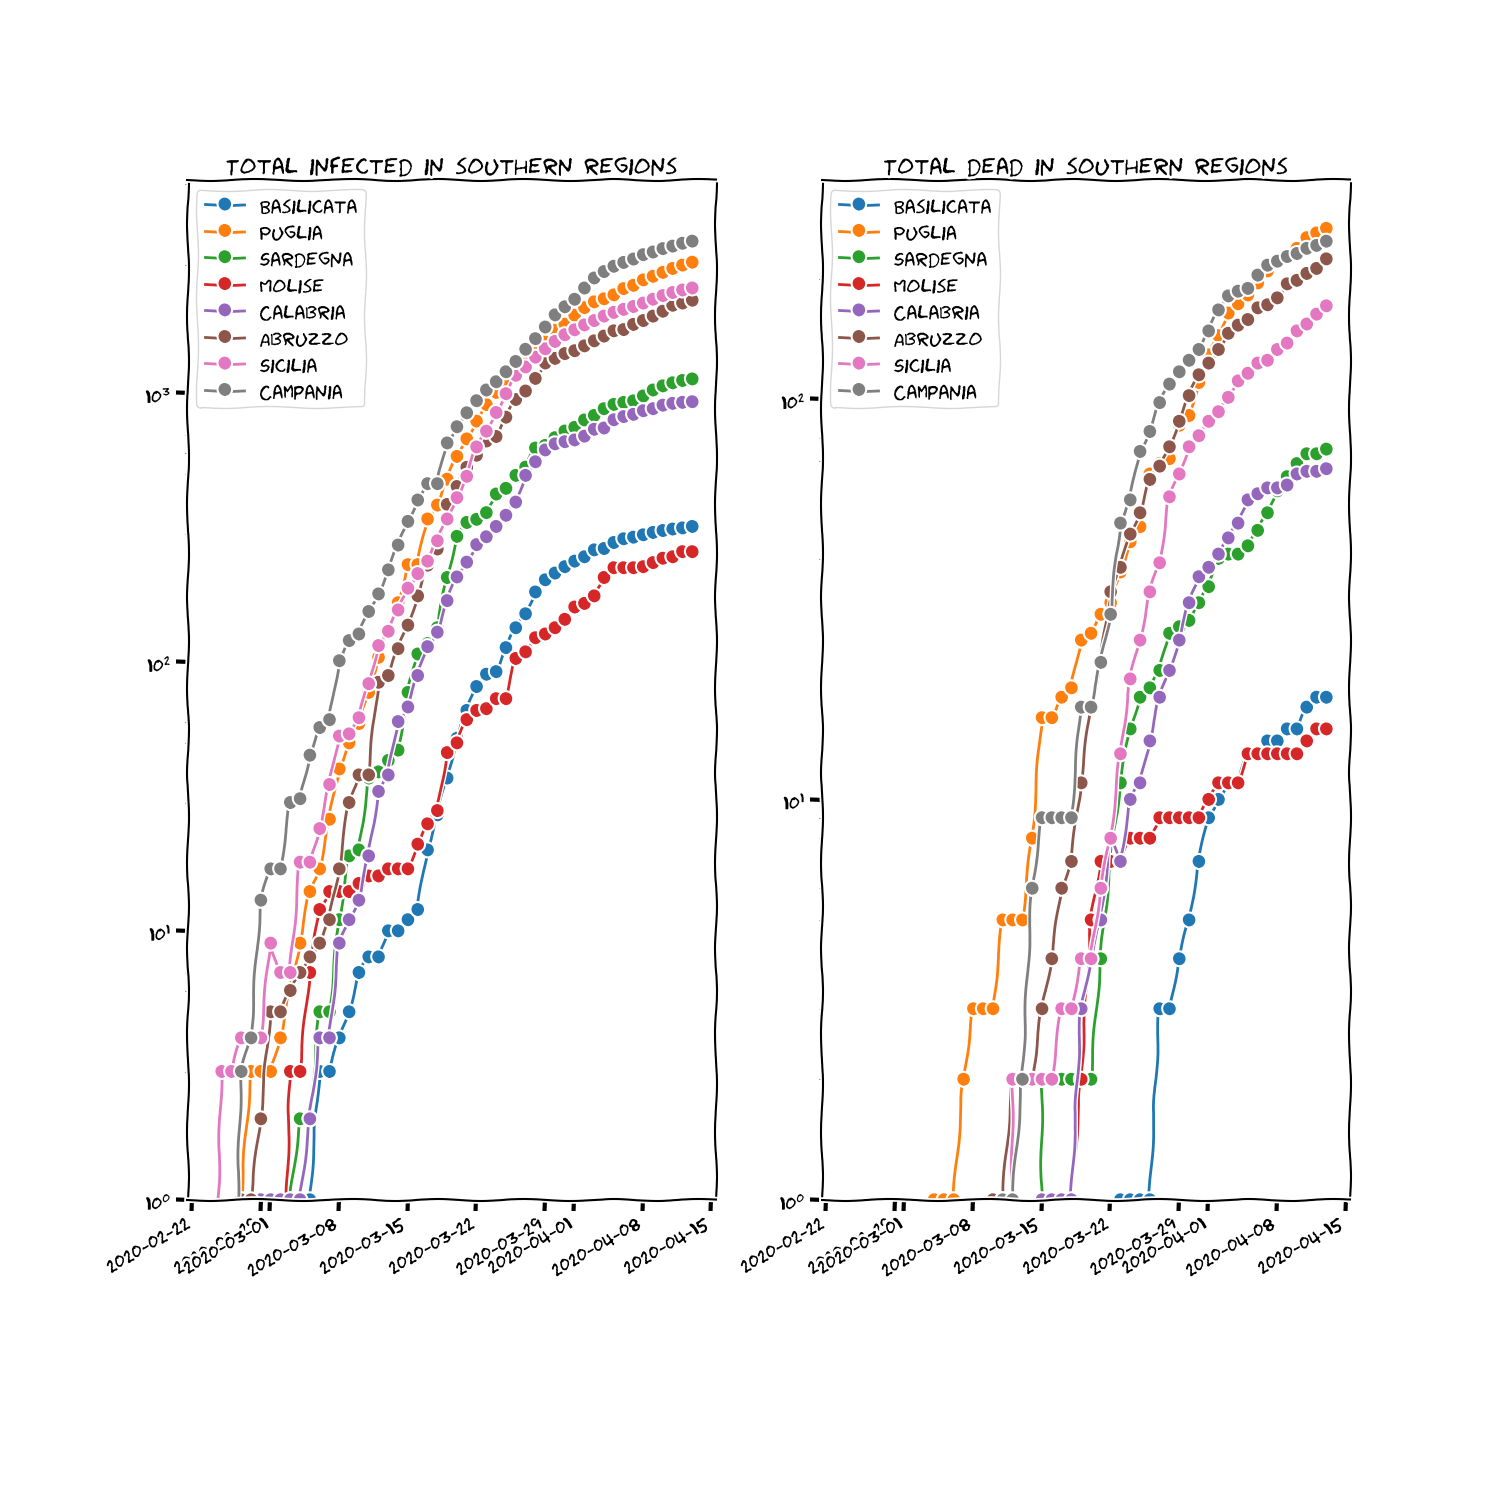 TOTAL INFECTED IN SOUTHERN REGIONS
BASILICATA
PUGLIA
SARDEGNA
MOLISE
CALABRIA
ABRUZZO
SICILIA
CAMPANIA
10³
10²
10¹
10⁰
2020-02-22
2020-03-01
2020-03-08
2020-03-15
2020-03-22
2020-03-29
2020-04-01
2020-04-08
2020-04-15
TOTAL DEAD IN SOUTHERN REGIONS
BASILICATA
PUGLIA
SARDEGNA
MOLISE
CALABRIA
ABRUZZO
SICILIA
CAMPANIA
10²
10¹
10⁰
2020-02-22
2020-03-01
2020-03-08
2020-03-15
2020-03-22
2020-03-29
2020-04-01
2020-04-08
2020-04-15